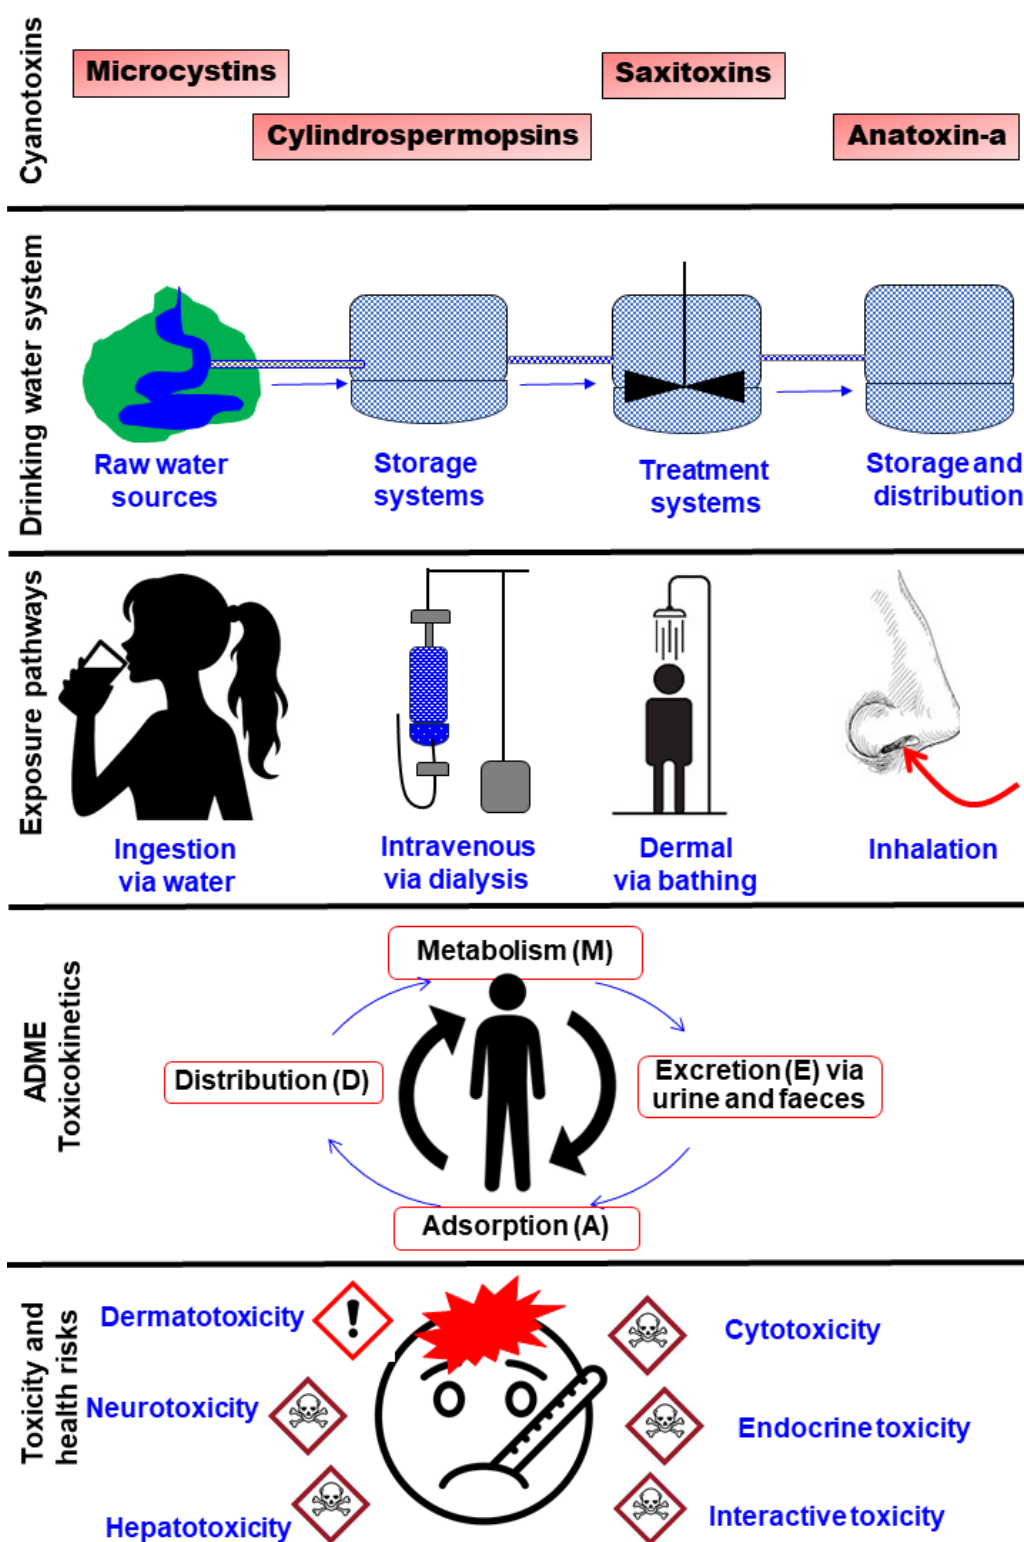 Cyanotoxins
Microcystins
Saxitoxins
Cylindrospermopsins
Anatoxin-a
Drinking water system
Raw water
sources
Storage
systems
Treatment
systems
Storage and
distribution
Exposure pathways
Ingestion
via water
Intravenous
via dialysis
Dermal
via bathing
Inhalation
ADME
Toxicokinetics
Metabolism (M)
Distribution (D)
Excretion (E) via
urine and faeces
Adsorption (A)
Toxicity and
health risks
Dermatotoxicity
Cytotoxicity
Neurotoxicity
Endocrine toxicity
Hepatotoxicity
Interactive toxicity